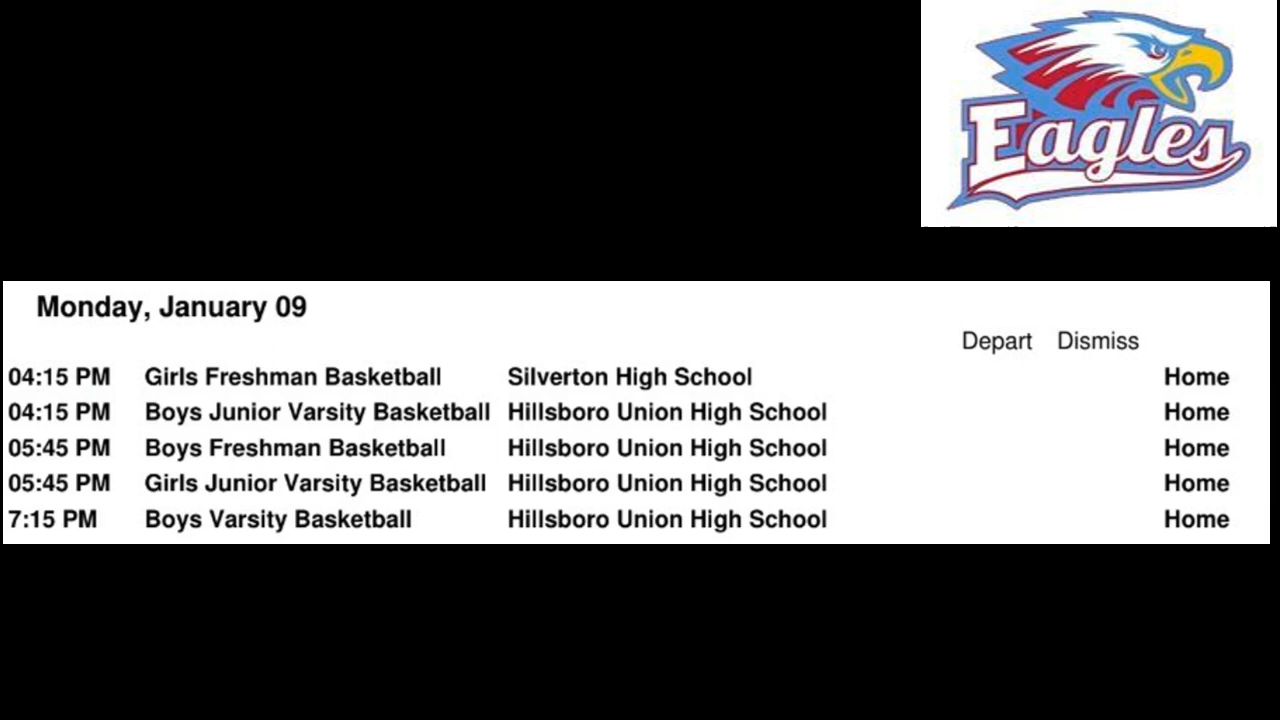 Eagles
Monday, January 09
Depart Dismiss
04:15 PM Girls Freshman Basketball Silverton High School Home
04:15 PM Boys Junior Varsity Basketball Hillsboro Union High School Home
05:45 PM Boys Freshman Basketball Hillsboro Union High School Home
05:45 PM Girls Junior Varsity Basketball Hillsboro Union High School Home
7:15 PM Boys Varsity Basketball Hillsboro Union High School Home